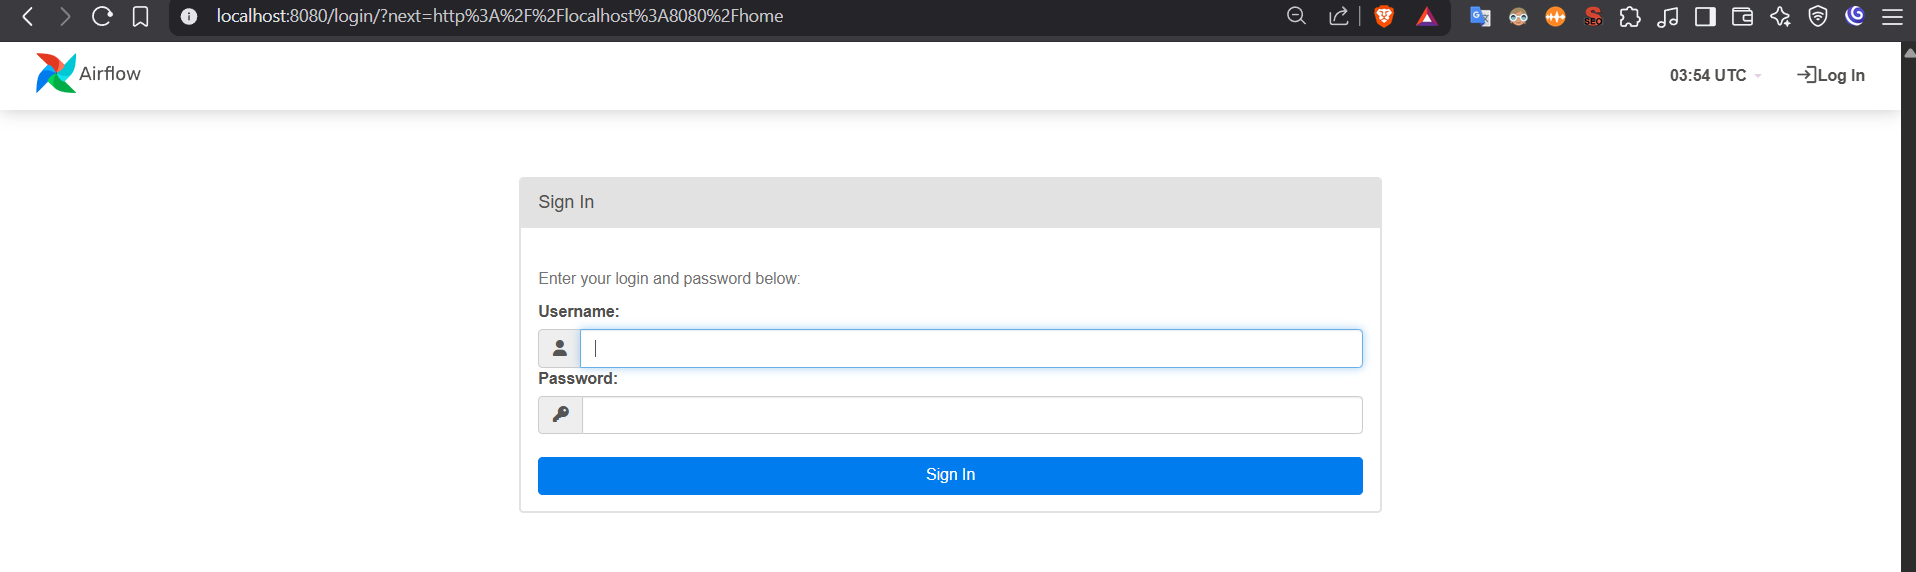 localhost:8080/login/?next=http%3A%2F%2Flocalhost%3A8080%2Fhome
SEO
Airflow
03:54 UTC
Log In
Sign In
Enter your login and password below:
Username:
Password:
Sign In